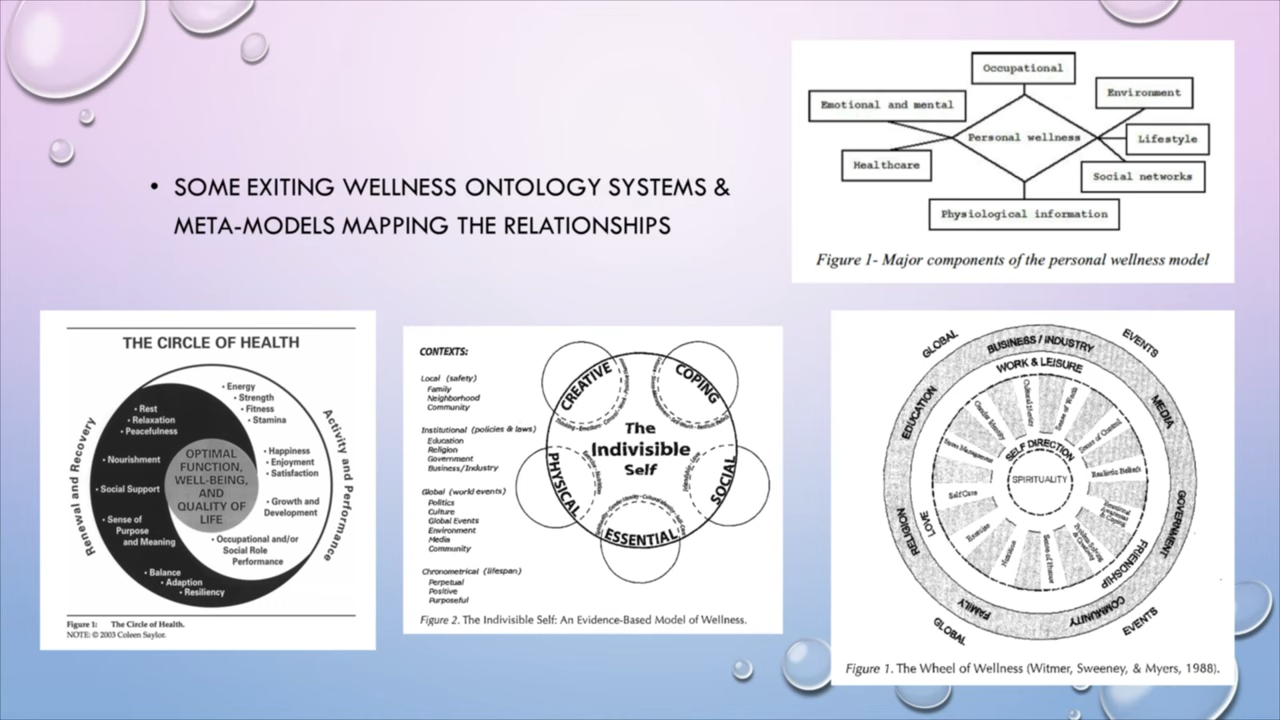 • SOME EXITING WELLNESS ONTOLOGY SYSTEMS &
META-MODELS MAPPING THE RELATIONSHIPS
Occupational
Emotional and mental
Environment
Personal wellness
Lifestyle
Healthcare
Social networks
Physiological information
Figure 1- Major components of the personal wellness model
THE CIRCLE OF HEALTH
Renewal and Recovery
• Rest
• Relaxation
• Peacefulness
• Nourishment
• Social Support
• Sense of
Purpose
and Meaning
• Balance
• Adaption
• Resiliency
OPTIMAL
FUNCTION,
WELL-BEING,
AND
QUALITY OF
LIFE
• Energy
• Strength
• Fitness
• Stamina
• Happiness
• Enjoyment
• Satisfaction
• Growth and
Development
• Occupational and/or
Social Role
Performance
Activity and Performance
Figure 1: The Circle of Health.
NOTE: © 2003 Coleen Saylor.
CONTEXTS:
Local (safety)
Family
Neighborhood
Community
Institutional (policies & laws)
Education
Religion
Government
Business/Industry
Global (world events)
Politics
Culture
Global Events
Environment
Media
Community
Chronometrical (lifespan)
Perpetual
Positive
Purposeful
CREATIVE
COPING
The
Indivisible
Self
PHYSICAL
SOCIAL
ESSENTIAL
Figure 2. The Indivisible Self: An Evidence-Based Model of Wellness.
GLOBAL
EVENTS
BUSINESS / INDUSTRY
WORK & LEISURE
EDUCATION
MEDIA
Gender Identity
Cultural Identity
Sense of Worth
Sense of Control
Stress Management
Realistic Beliefs
SELF DIRECTION
SPIRITUALITY
Self Care
Exercise
Nutrition
Sense of Humor
RELIGION
LOVE
GOVERNMENT
FRIENDSHIP
FAMILY
COMMUNITY
GLOBAL
EVENTS
Figure 1. The Wheel of Wellness (Witmer, Sweeney, & Myers, 1988).